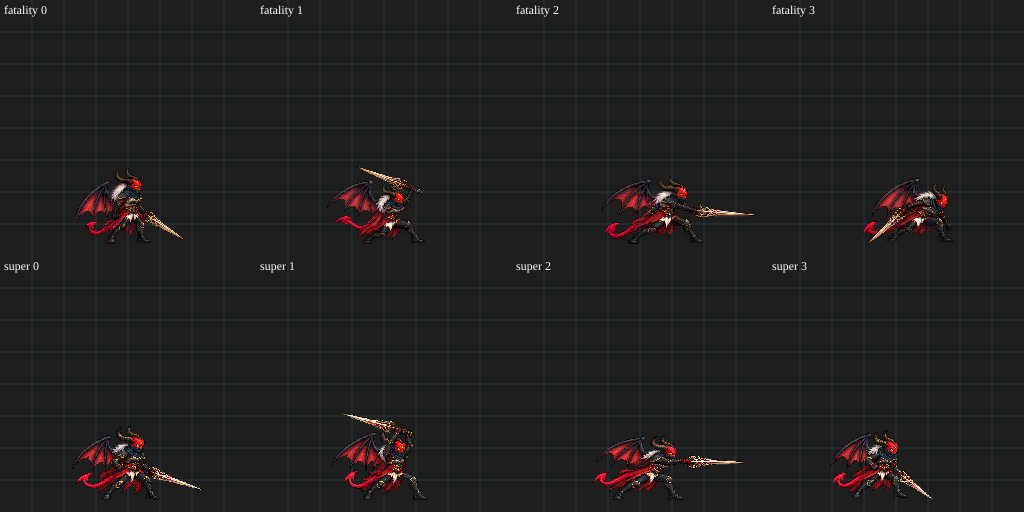 fatality 0
fatality 1
fatality 2
fatality 3
super 0
super 1
super 2
super 3